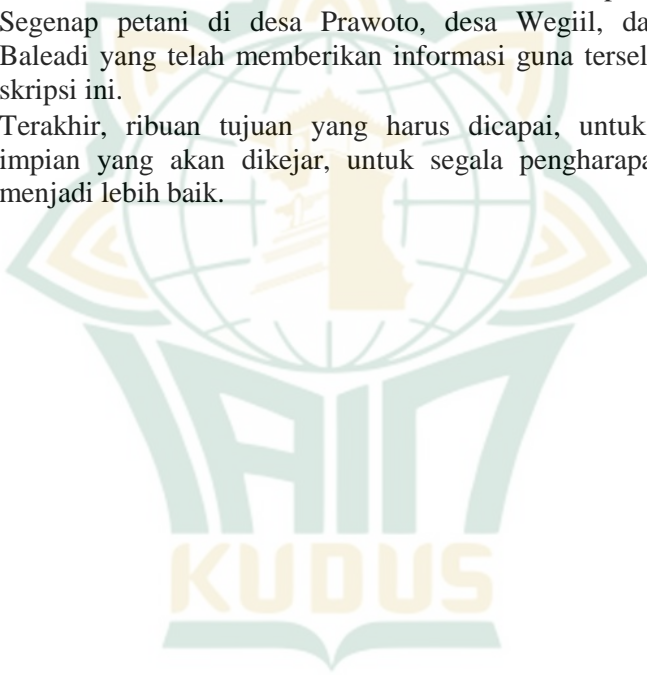 Segenap petani di desa Prawoto, desa Wegiil, da
Baleadi yang telah memberikan informasi guna tersel
skripsi ini.
Terakhir, ribuan tujuan yang harus dicapai, untuk
impian yang akan dikejar, untuk segala pengharapa
menjadi lebih baik.
IAIN
KUDUS